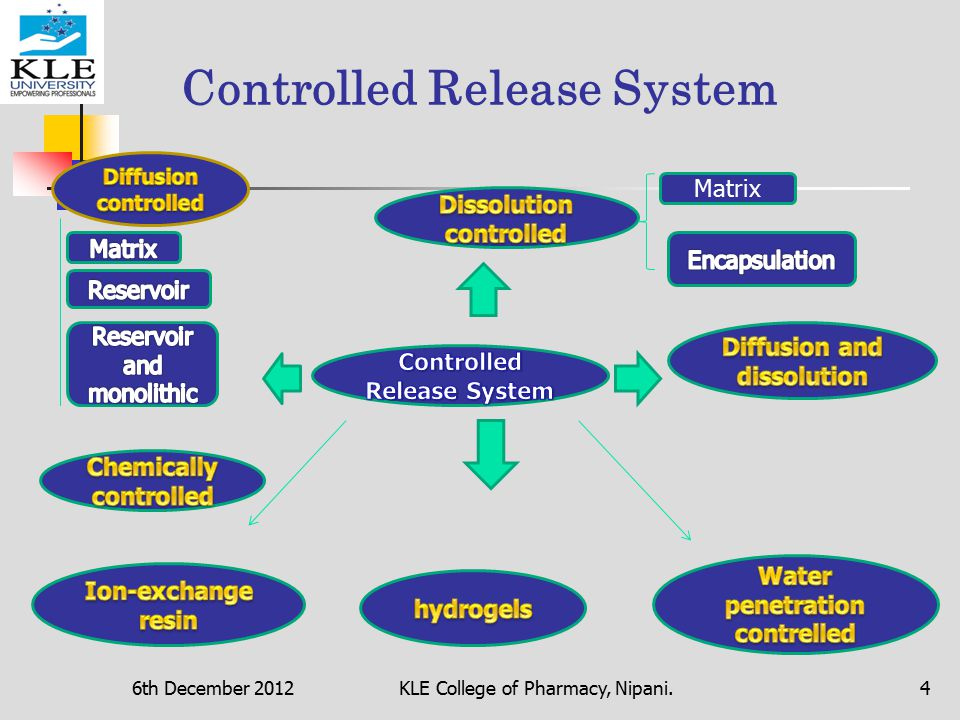 KLE
UNIVERSITY
EMPOWERING PROFESSIONALS
Controlled Release System
Diffusion
controlled
Matrix
Reservoir
Reservoir
and
monolithic
Dissolution
controlled
Matrix
Encapsulation
Controlled
Release System
Diffusion and
dissolution
Chemically
controlled
Ion-exchange
resin
hydrogels
Water
penetration
contrelled
6th December 2012
KLE College of Pharmacy, Nipani.
4